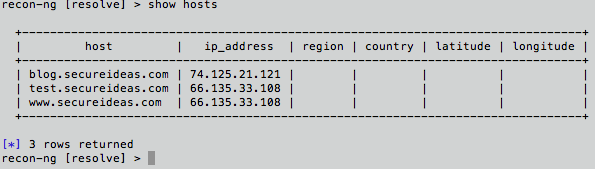 recon-ng [resolve] > show hosts
+---------------------------------------------------------------------------------+
| host | ip_address | region | country | latitude | longitude |
+---------------------------------------------------------------------------------+
| blog.secureideas.com | 74.125.21.121 | | | | |
| test.secureideas.com | 66.135.33.108 | | | | |
| www.secureideas.com | 66.135.33.108 | | | | |
+---------------------------------------------------------------------------------+
[*] 3 rows returned
recon-ng [resolve] >